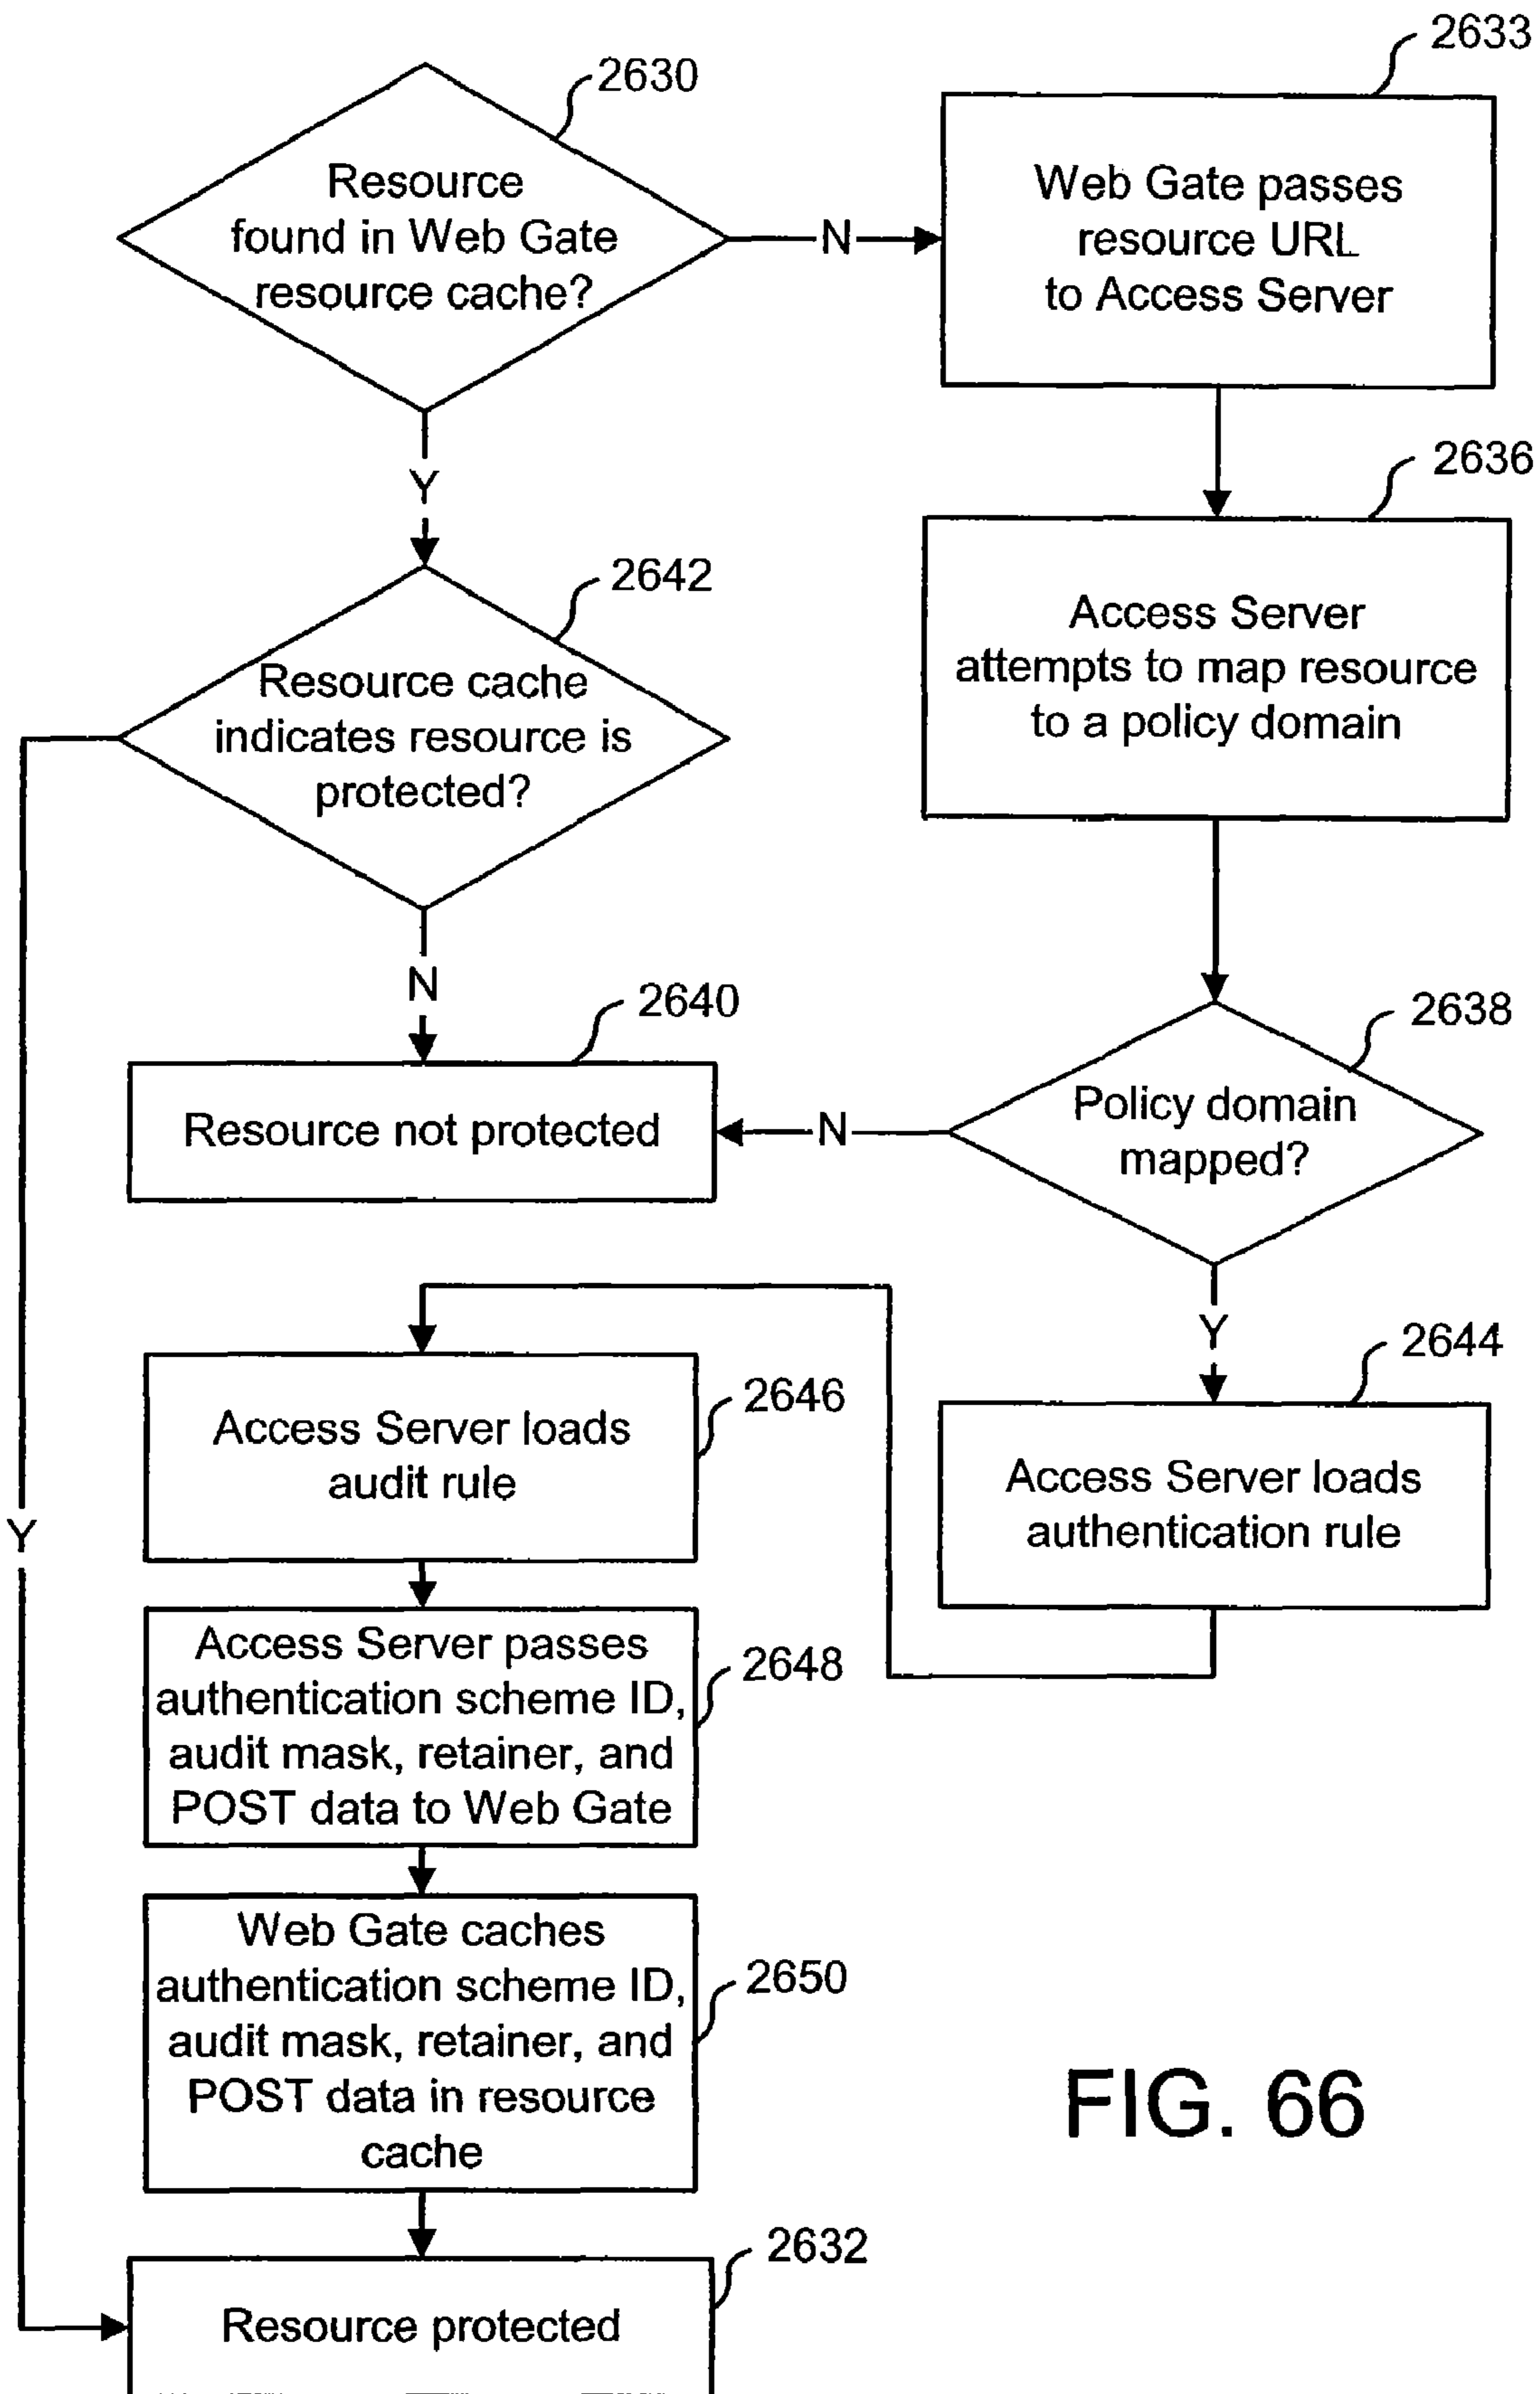 2630
Resource
found in Web Gate
resource cache?
N
2633
Web Gate passes
resource URL
to Access Server
Y
2636
Access Server
attempts to map resource
to a policy domain
2642
Resource cache
indicates resource is
protected?
N
2640
Resource not protected
N
2638
Policy domain
mapped?
Y
2644
Access Server loads
authentication rule
2646
Access Server loads
audit rule
Y
2648
Access Server passes
authentication scheme ID,
audit mask, retainer, and
POST data to Web Gate
2650
Web Gate caches
authentication scheme ID,
audit mask, retainer, and
POST data in resource
cache
2632
Resource protected
FIG. 66